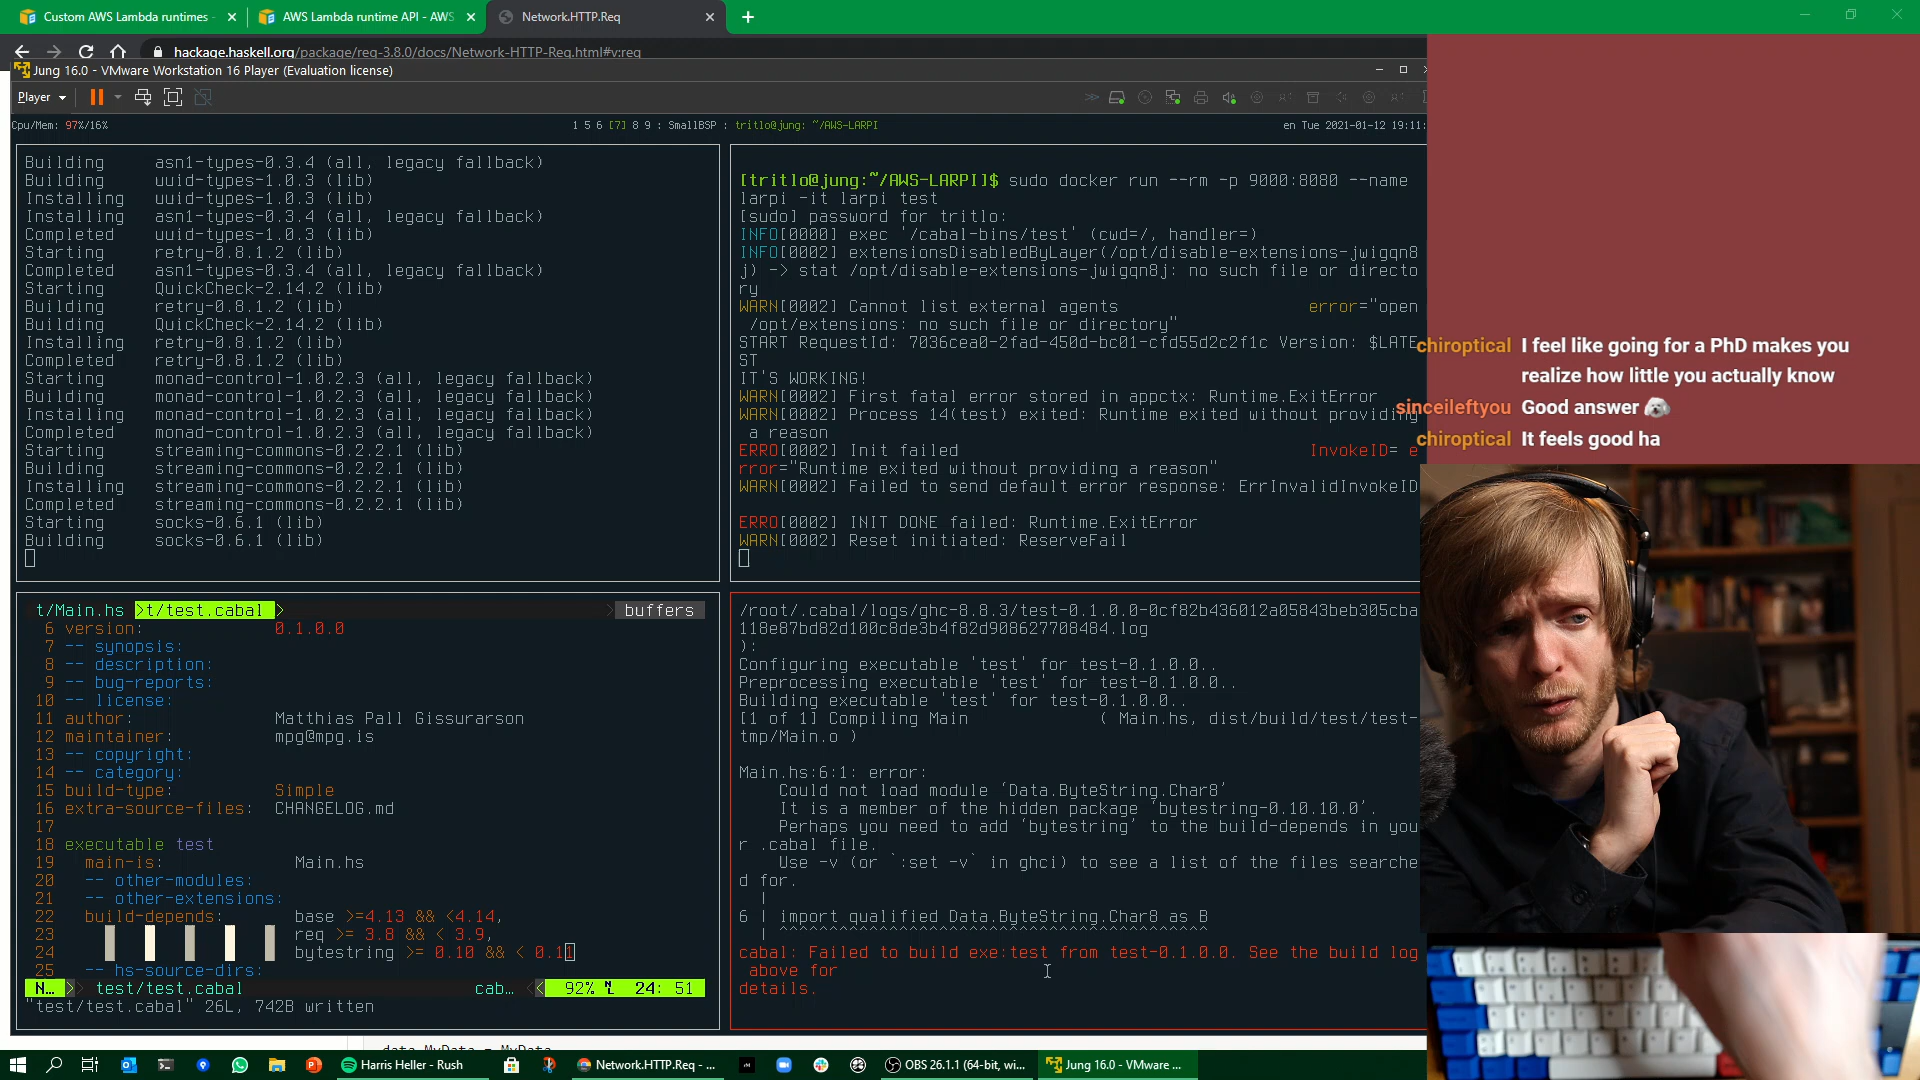 Custom AWS Lambda runtimes -
AWS Lambda runtime API - AWS
Network.HTTP.Req
hackage.haskell.org/package/req-3.8.0/docs/Network-HTTP-Req.html#v:req
Jung 16.0 - VMware Workstation 16 Player (Evaluation license)
Player
Cpu/Mem: 97%/16%
1 5 6 [7] 8 9 : SmallBSP : tritlo@jung: ~/AWS-LARPI
en Tue 2021-01-12 19:11:
Building asn1-types-0.3.4 (all, legacy fallback)
Building uuid-types-1.0.3 (lib)
Installing uuid-types-1.0.3 (lib)
Installing asn1-types-0.3.4 (all, legacy fallback)
Completed uuid-types-1.0.3 (lib)
Starting retry-0.8.1.2 (lib)
Completed asn1-types-0.3.4 (all, legacy fallback)
Starting QuickCheck-2.14.2 (lib)
Building retry-0.8.1.2 (lib)
Building QuickCheck-2.14.2 (lib)
Installing retry-0.8.1.2 (lib)
Completed retry-0.8.1.2 (lib)
Starting monad-control-1.0.2.3 (all, legacy fallback)
Building monad-control-1.0.2.3 (all, legacy fallback)
Installing monad-control-1.0.2.3 (all, legacy fallback)
Completed monad-control-1.0.2.3 (all, legacy fallback)
Starting streaming-commons-0.2.2.1 (lib)
Building streaming-commons-0.2.2.1 (lib)
Installing streaming-commons-0.2.2.1 (lib)
Completed streaming-commons-0.2.2.1 (lib)
Starting socks-0.6.1 (lib)
Building socks-0.6.1 (lib)
[tritlo@jung:~/AWS-LARPI]$ sudo docker run --rm -p 9000:8080 --name
larpi -it larpi test
[sudo] password for tritlo:
INFO[0000] exec '/cabal-bins/test' (cwd=/, handler=)
INFO[0002] extensionsDisabledByLayer(/opt/disable-extensions-jwigqn8
j) -> stat /opt/disable-extensions-jwigqn8j: no such file or directo
ry
WARN[0002] Cannot list external agents error="open
/opt/extensions: no such file or directory"
START RequestId: 7036cea0-2fad-450d-bc01-cfd55d2c2f1c Version: $LATE
ST
IT'S WORKING!
WARN[0002] First fatal error stored in appctx: Runtime.ExitError
WARN[0002] Process 14(test) exited: Runtime exited without providing
a reason
ERRO[0002] Init failed InvokeID= e
rror="Runtime exited without providing a reason"
WARN[0002] Failed to send default error response: ErrInvalidInvokeID
ERRO[0002] INIT DONE failed: Runtime.ExitError
WARN[0002] Reset initiated: ReserveFail
chiroptical I feel like going for a PhD makes you
realize how little you actually know
sinceileftyou Good answer
chiroptical It feels good ha
t/Main.hs >t/test.cabal > buffers
6 version: 0.1.0.0
7 -- synopsis:
8 -- description:
9 -- bug-reports:
10 -- license:
11 author: Matthias Pall Gissurarson
12 maintainer: mpg@mpg.is
13 -- copyright:
14 -- category:
15 build-type: Simple
16 extra-source-files: CHANGELOG.md
17
18 executable test
19 main-is: Main.hs
20 -- other-modules:
21 -- other-extensions:
22 build-depends: base >=4.13 && <4.14,
23 req >= 3.8 && < 3.9,
24 bytestring >= 0.10 && < 0.11
25 -- hs-source-dirs:
N... > test/test.cabal cab... < 92% 24: 51
"test/test.cabal" 26L, 742B written
/root/.cabal/logs/ghc-8.8.3/test-0.1.0.0-0cf82b436012a05843beb305cba
118e87bd82d100c8de3b4f82d908627708484.log
):
Configuring executable 'test' for test-0.1.0.0..
Preprocessing executable 'test' for test-0.1.0.0..
Building executable 'test' for test-0.1.0.0..
[1 of 1] Compiling Main ( Main.hs, dist/build/test/test-
tmp/Main.o )
Main.hs:6:1: error:
Could not load module ‘Data.ByteString.Char8’
It is a member of the hidden package ‘bytestring-0.10.10.0’.
Perhaps you need to add ‘bytestring’ to the build-depends in you
r .cabal file.
Use -v (or `:set -v` in ghci) to see a list of the files searche
d for.
|
6 | import qualified Data.ByteString.Char8 as B
| ^^^^^^^^^^^^^^^^^^^^^^^^^^^^^^^^^^^^^^^^^^^
cabal: Failed to build exe:test from test-0.1.0.0. See the build log
above for
details.
data MyData = MyData
Harris Heller - Rush
Network.HTTP.Req - ...
OBS 26.1.1 (64-bit, wi...
Jung 16.0 - VMware ...